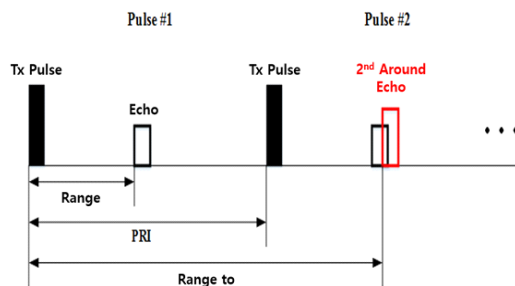 Pulse #1
Pulse #2
Tx Pulse
Tx Pulse
2nd Around
Echo
Echo
• • •
Range
PRI
Range to